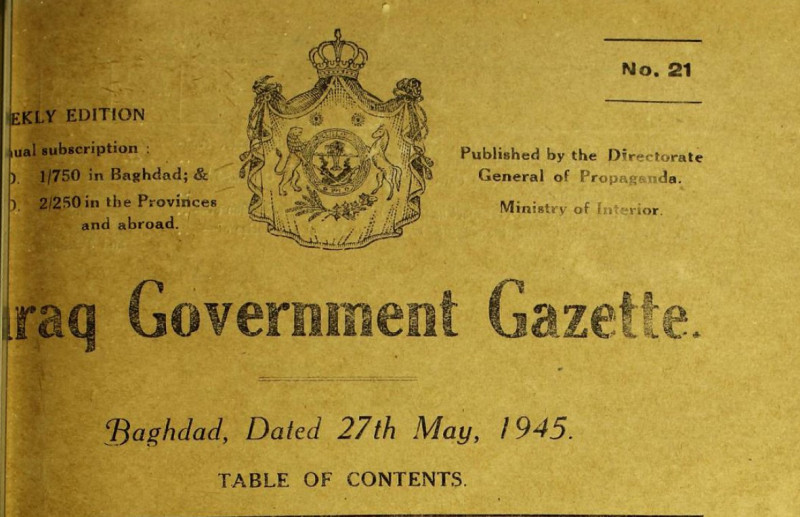 No. 21
EKLY EDITION
ual subscription :
1/750 in Baghdad; &
2/250 in the Provinces
and abroad.
Published by the Directorate
General of Propaganda.
Ministry of Interior.
raq Government Gazette.
Baghdad, Dated 27th May, 1945.
TABLE OF CONTENTS.